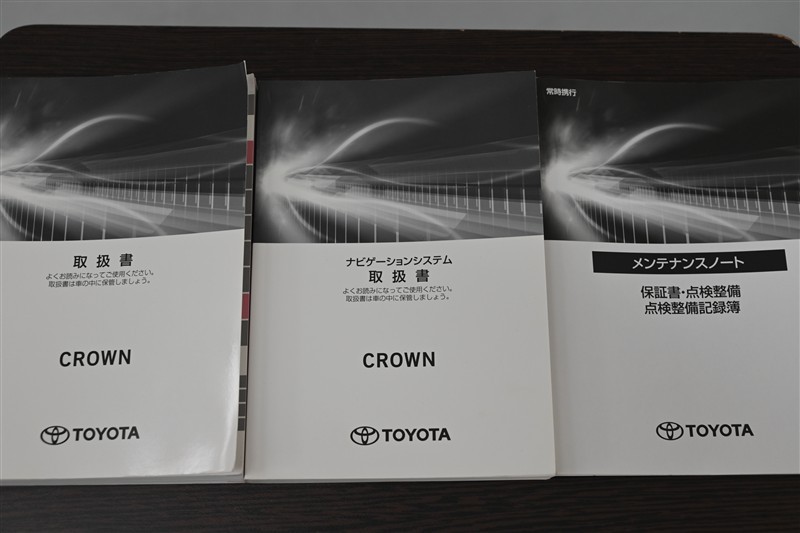 取扱書
よくお読みになってご使用ください。
取扱書は車の中に保管しましょう。
CROWN
TOYOTA
ナビゲーションシステム
取扱書
よくお読みになってご使用ください。
取扱書は車の中に保管しましょう。
CROWN
TOYOTA
常時携行
メンテナンスノート
保証書・点検整備
点検整備記録簿
TOYOTA